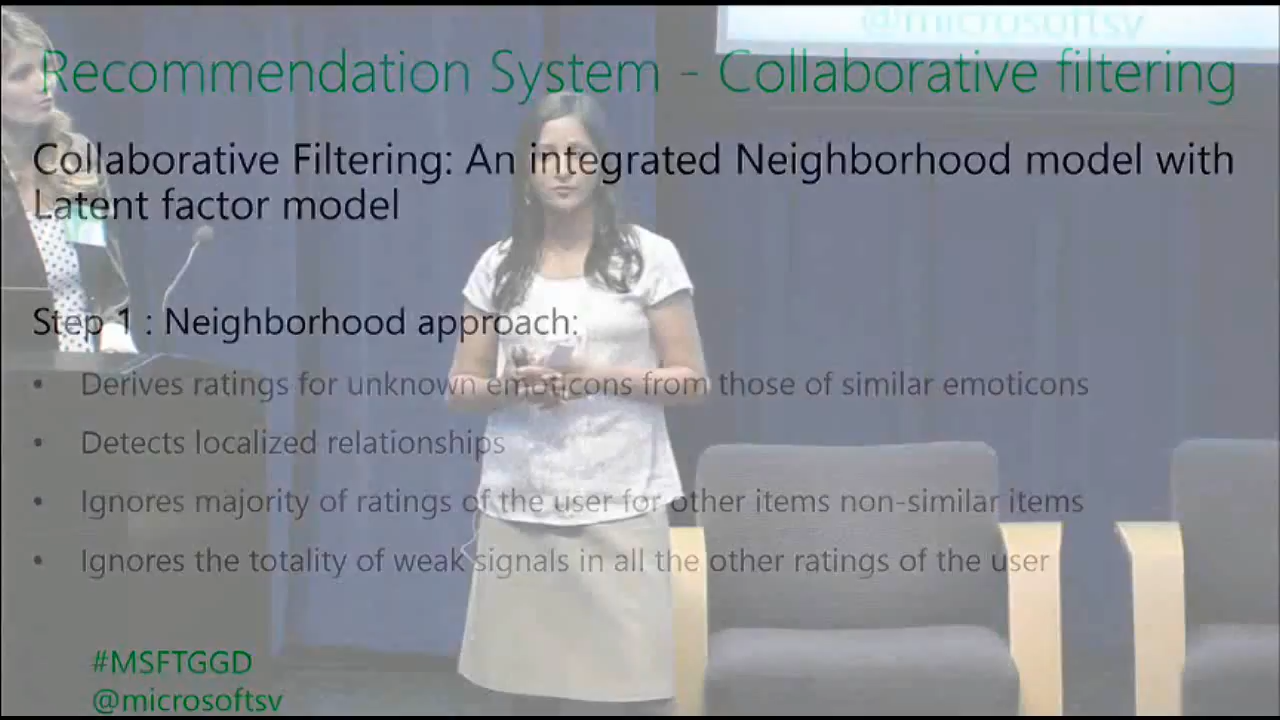 @microsoftsv
Recommendation System - Collaborative filtering
Collaborative Filtering: An integrated Neighborhood model with
Latent factor model
Step 1 : Neighborhood approach:
• Derives ratings for unknown emoticons from those of similar emoticons
• Detects localized relationships
• Ignores majority of ratings of the user for other items non-similar items
• Ignores the totality of weak signals in all the other ratings of the user
#MSFTGGD
@microsoftsv